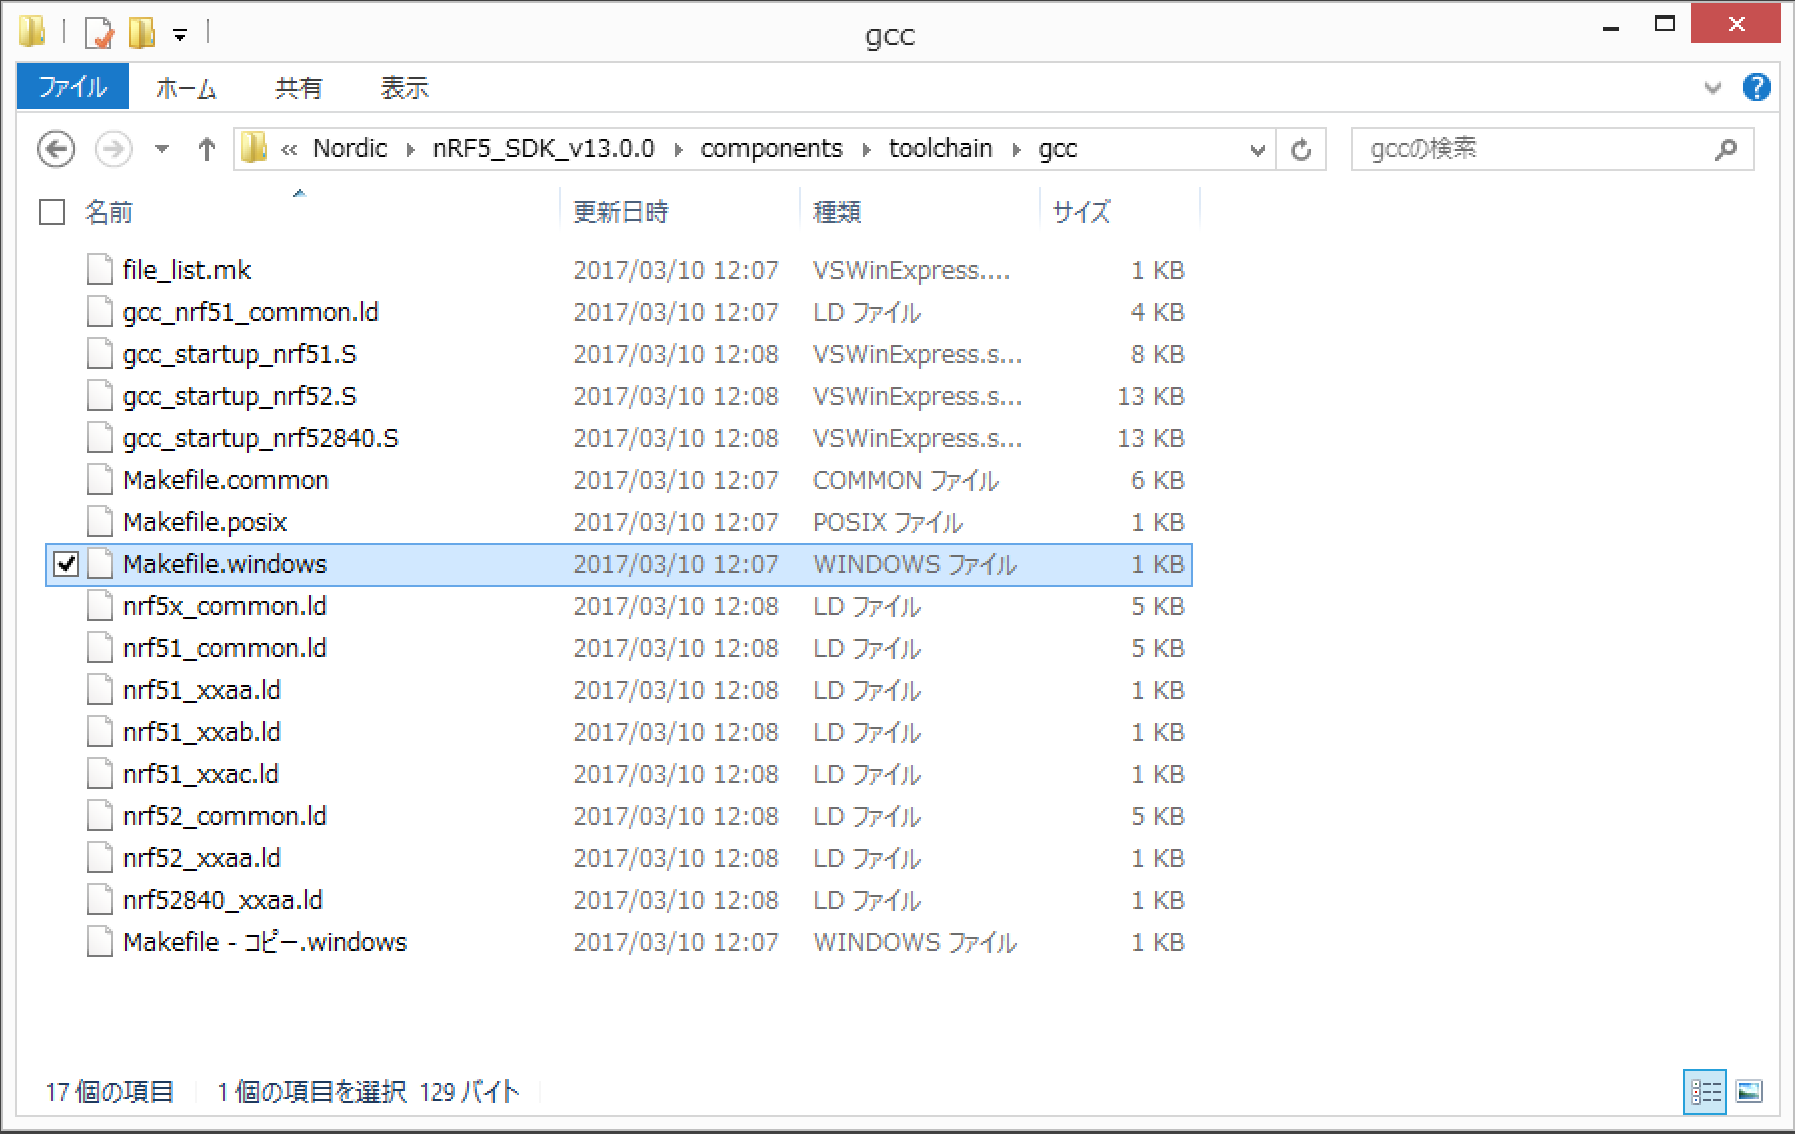 gcc
ファイル ホーム 共有 表示
« Nordic nRF5_SDK_v13.0.0 components toolchain gcc gccの検索
名前 更新日時 種類 サイズ
file_list.mk 2017/03/10 12:07 VSWinExpress.... 1 KB
gcc_nrf51_common.ld 2017/03/10 12:07 LD ファイル 4 KB
gcc_startup_nrf51.S 2017/03/10 12:08 VSWinExpress.s... 8 KB
gcc_startup_nrf52.S 2017/03/10 12:08 VSWinExpress.s... 13 KB
gcc_startup_nrf52840.S 2017/03/10 12:08 VSWinExpress.s... 13 KB
Makefile.common 2017/03/10 12:07 COMMON ファイル 6 KB
Makefile.posix 2017/03/10 12:07 POSIX ファイル 1 KB
Makefile.windows 2017/03/10 12:07 WINDOWS ファイル 1 KB
nrf5x_common.ld 2017/03/10 12:08 LD ファイル 5 KB
nrf51_common.ld 2017/03/10 12:08 LD ファイル 5 KB
nrf51_xxaa.ld 2017/03/10 12:08 LD ファイル 1 KB
nrf51_xxab.ld 2017/03/10 12:08 LD ファイル 1 KB
nrf51_xxac.ld 2017/03/10 12:08 LD ファイル 1 KB
nrf52_common.ld 2017/03/10 12:08 LD ファイル 5 KB
nrf52_xxaa.ld 2017/03/10 12:08 LD ファイル 1 KB
nrf52840_xxaa.ld 2017/03/10 12:08 LD ファイル 1 KB
Makefile - コピー.windows 2017/03/10 12:07 WINDOWS ファイル 1 KB
17 個の項目 1 個の項目を選択 129 バイト